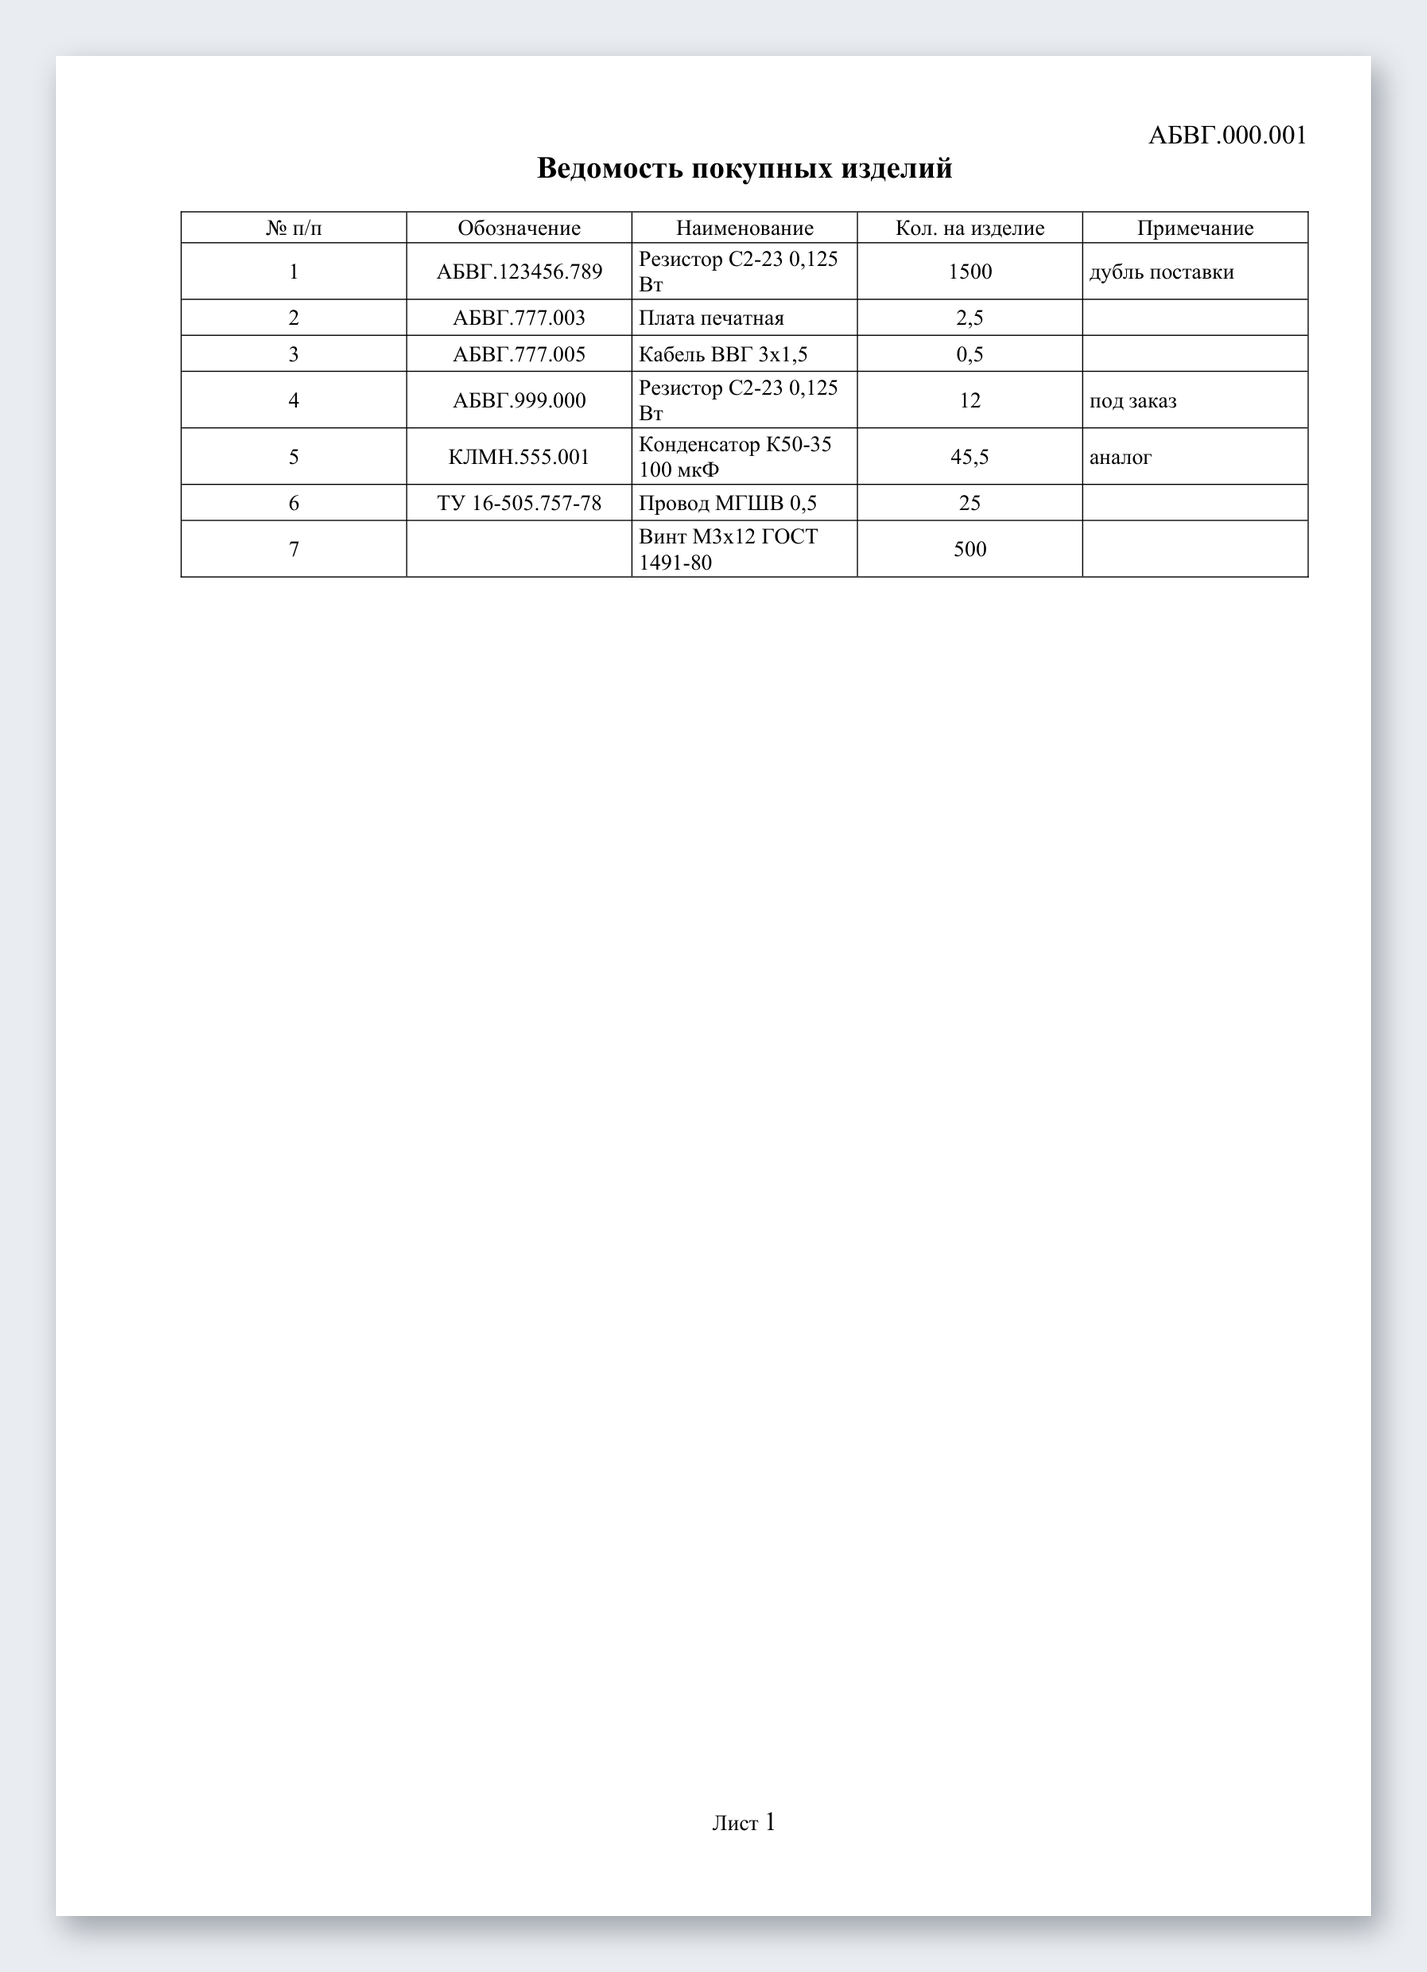 АБВГ.000.001
Ведомость покупных изделий
№ п/п Обозначение Наименование Кол. на изделие Примечание
1 АБВГ.123456.789 Резистор С2-23 0,125 Вт 1500 дубль поставки
2 АБВГ.777.003 Плата печатная 2,5
3 АБВГ.777.005 Кабель ВВГ 3х1,5 0,5
4 АБВГ.999.000 Резистор С2-23 0,125 Вт 12 под заказ
5 КЛМН.555.001 Конденсатор К50-35 100 мкФ 45,5 аналог
6 ТУ 16-505.757-78 Провод МГШВ 0,5 25
7 Винт М3х12 ГОСТ 1491-80 500
Лист 1